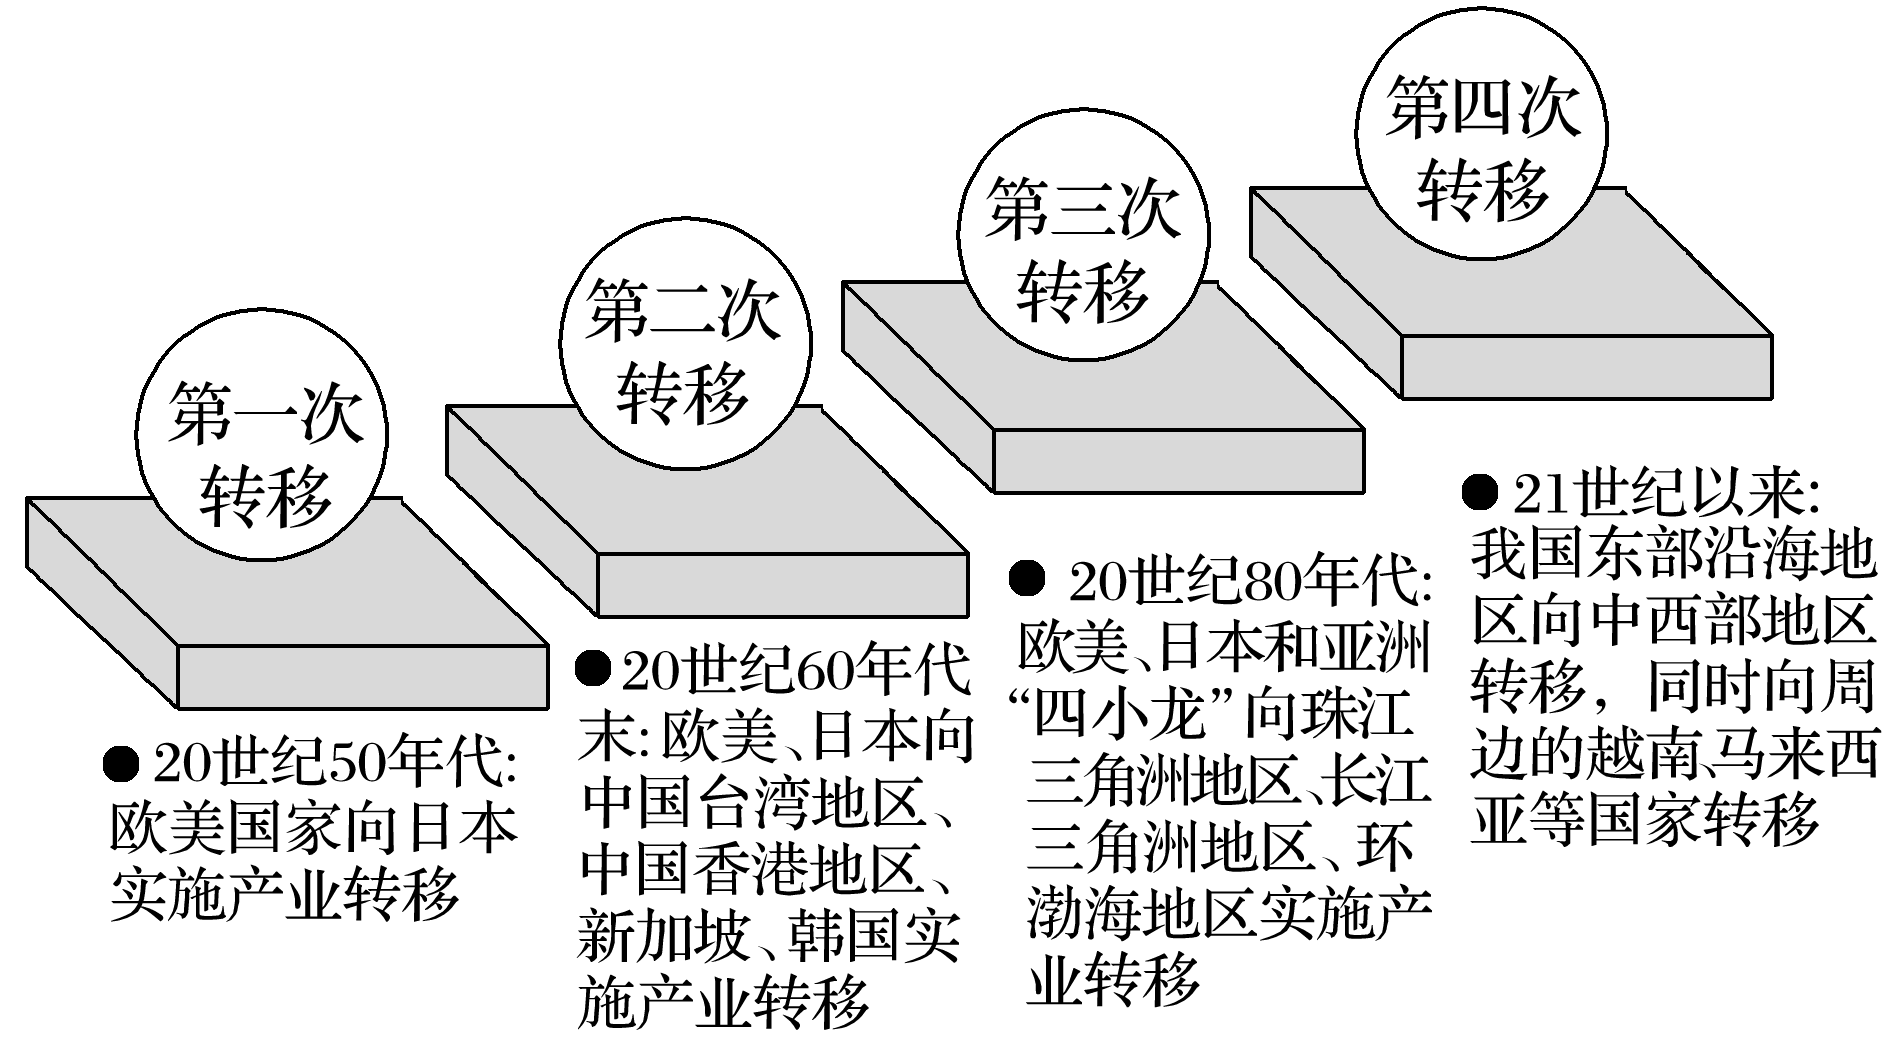 第一次
转移
● 20世纪50年代:
欧美国家向日本
实施产业转移
第二次
转移
● 20世纪60年代
末:欧美、日本向
中国台湾地区、
中国香港地区、
新加坡、韩国实
施产业转移
第三次
转移
● 20世纪80年代:
欧美、日本和亚洲
“四小龙”向珠江
三角洲地区、长江
三角洲地区、环
渤海地区实施产
业转移
第四次
转移
● 21世纪以来:
我国东部沿海地
区向中西部地区
转移，同时向周
边的越南、马来西
亚等国家转移